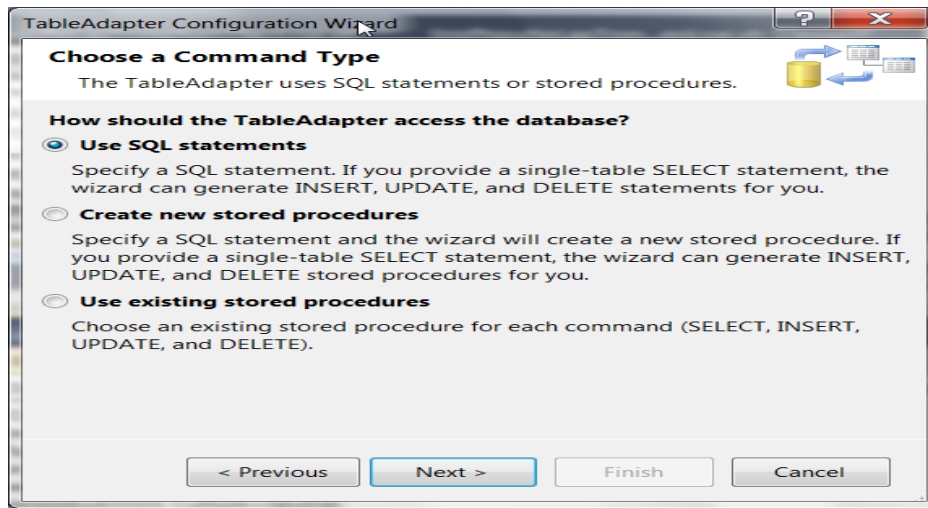 TableAdapter Configuration Wizard
?
X
Choose a Command Type
The TableAdapter uses SQL statements or stored procedures.
How should the TableAdapter access the database?
Use SQL statements
Specify a SQL statement. If you provide a single-table SELECT statement, the
wizard can generate INSERT, UPDATE, and DELETE statements for you.
Create new stored procedures
Specify a SQL statement and the wizard will create a new stored procedure. If
you provide a single-table SELECT statement, the wizard can generate INSERT,
UPDATE, and DELETE stored procedures for you.
Use existing stored procedures
Choose an existing stored procedure for each command (SELECT, INSERT,
UPDATE, and DELETE).
< Previous Next > Finish Cancel